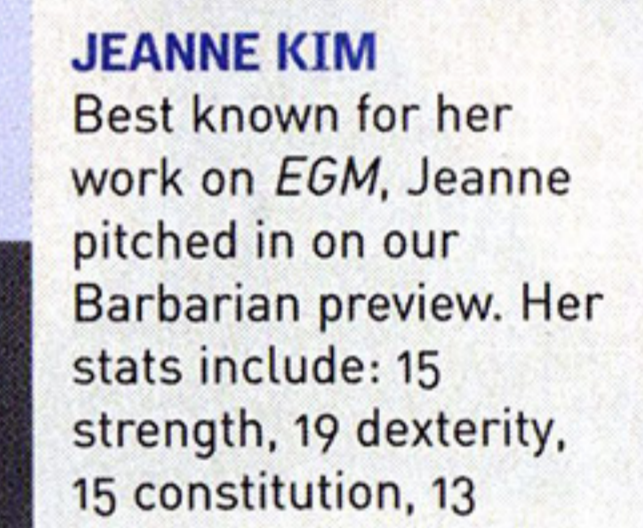 JEANNE KIM
Best known for her
work on EGM, Jeanne
pitched in on our
Barbarian preview. Her
stats include: 15
strength, 19 dexterity,
15 constitution, 13